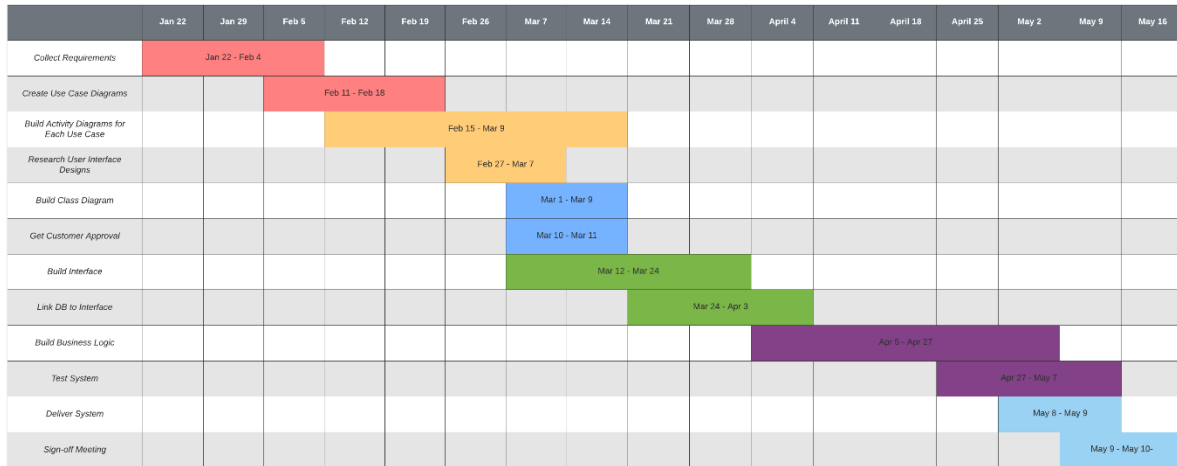 Jan 22 Jan 29 Feb 5 Feb 12 Feb 19 Feb 26 Mar 7 Mar 14 Mar 21 Mar 28 April 4 April 11 April 18 April 25 May 2 May 9 May 16
Collect Requirements Jan 22 - Feb 4
Create Use Case Diagrams Feb 11 - Feb 18
Build Activity Diagrams for
Each Use Case
Feb 15 - Mar 9
Research User Interface
Designs
Feb 27 - Mar 7
Build Class Diagram Mar 1 - Mar 9
Get Customer Approval Mar 10 - Mar 11
Build Interface Mar 12 - Mar 24
Link DB to Interface Mar 24 - Apr 3
Build Business Logic Apr 5 - Apr 27
Test System Apr 27 - May 7
Deliver System May 8 - May 9
Sign-off Meeting May 9 - May 10-